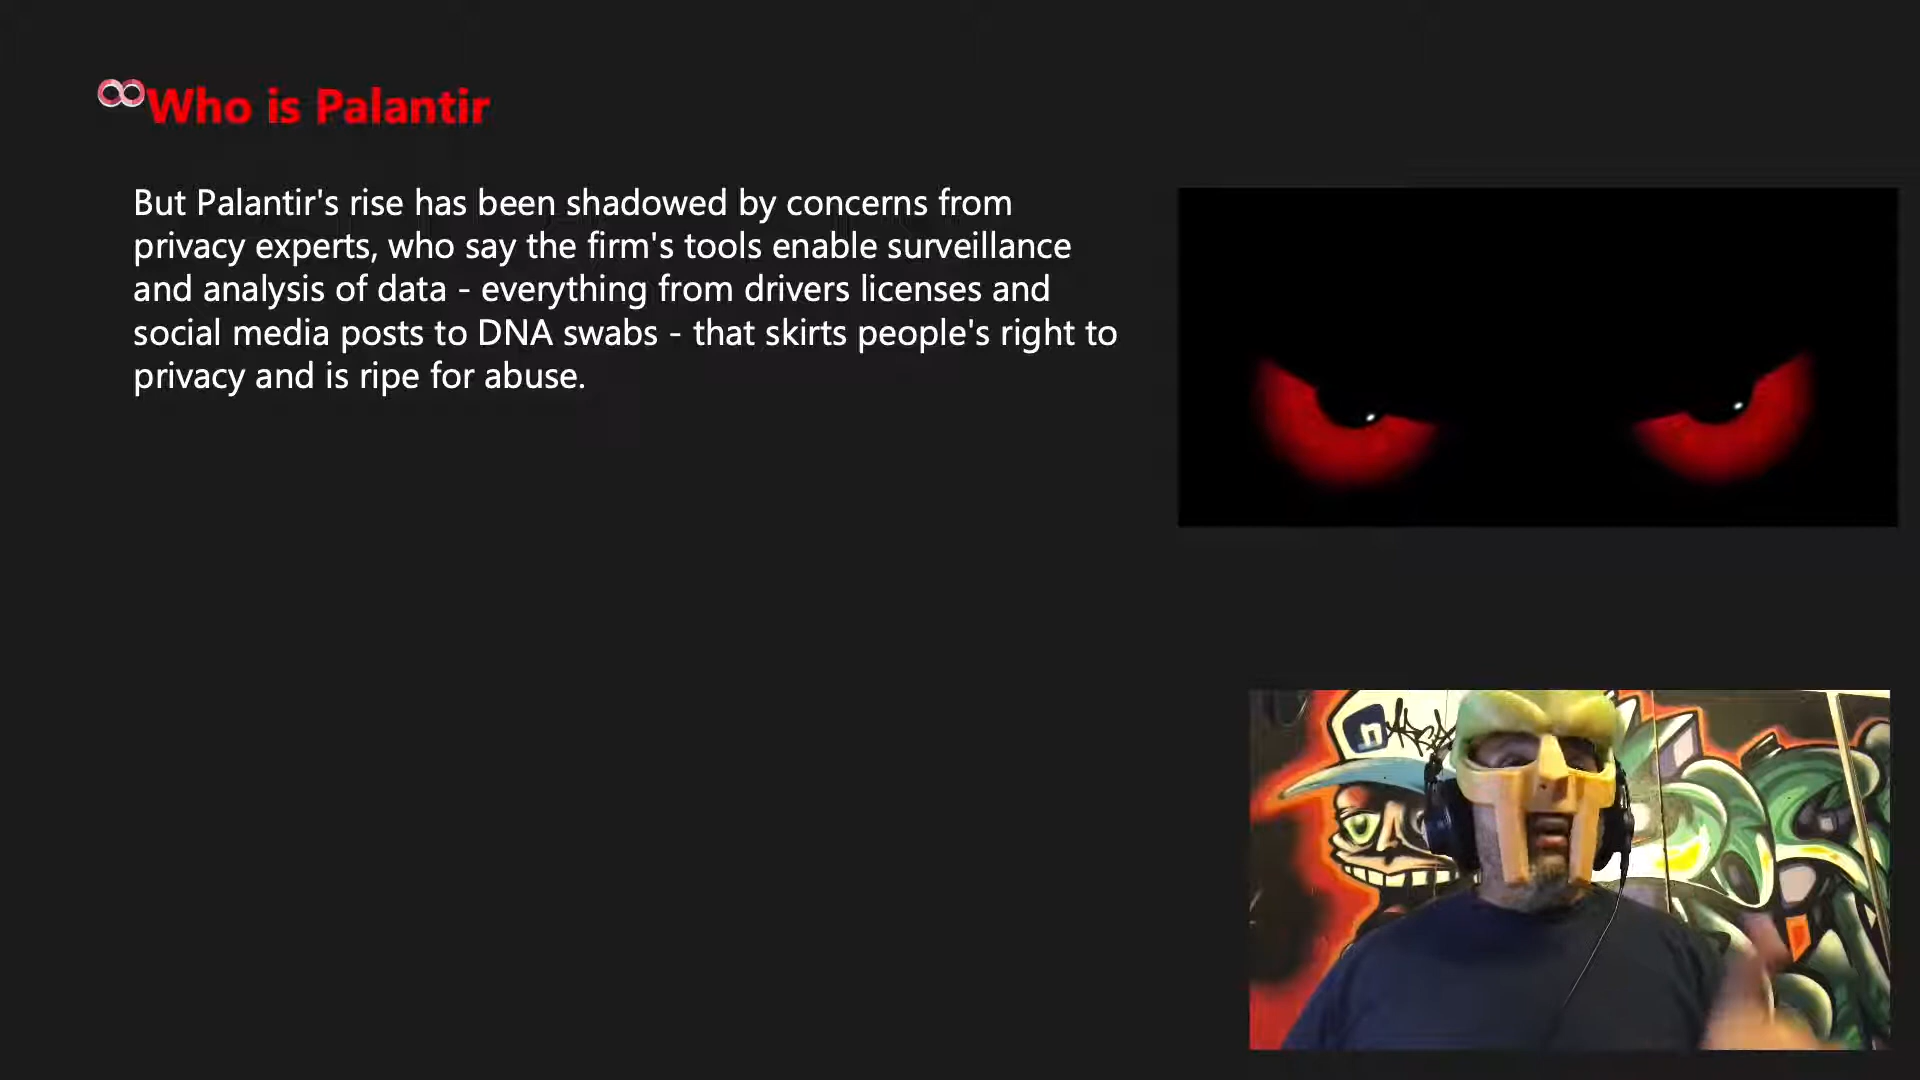 Who is Palantir
But Palantir's rise has been shadowed by concerns from
privacy experts, who say the firm's tools enable surveillance
and analysis of data - everything from drivers licenses and
social media posts to DNA swabs - that skirts people's right to
privacy and is ripe for abuse.